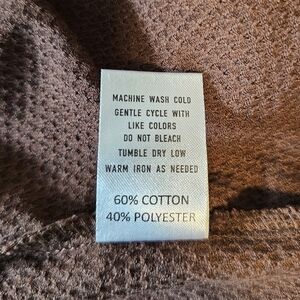 MACHINE WASH COLD
GENTLE CYCLE WITH
LIKE COLORS
DO NOT BLEACH
TUMBLE DRY LOW
WARM IRON AS NEEDED
60% COTTON
40% POLYESTER